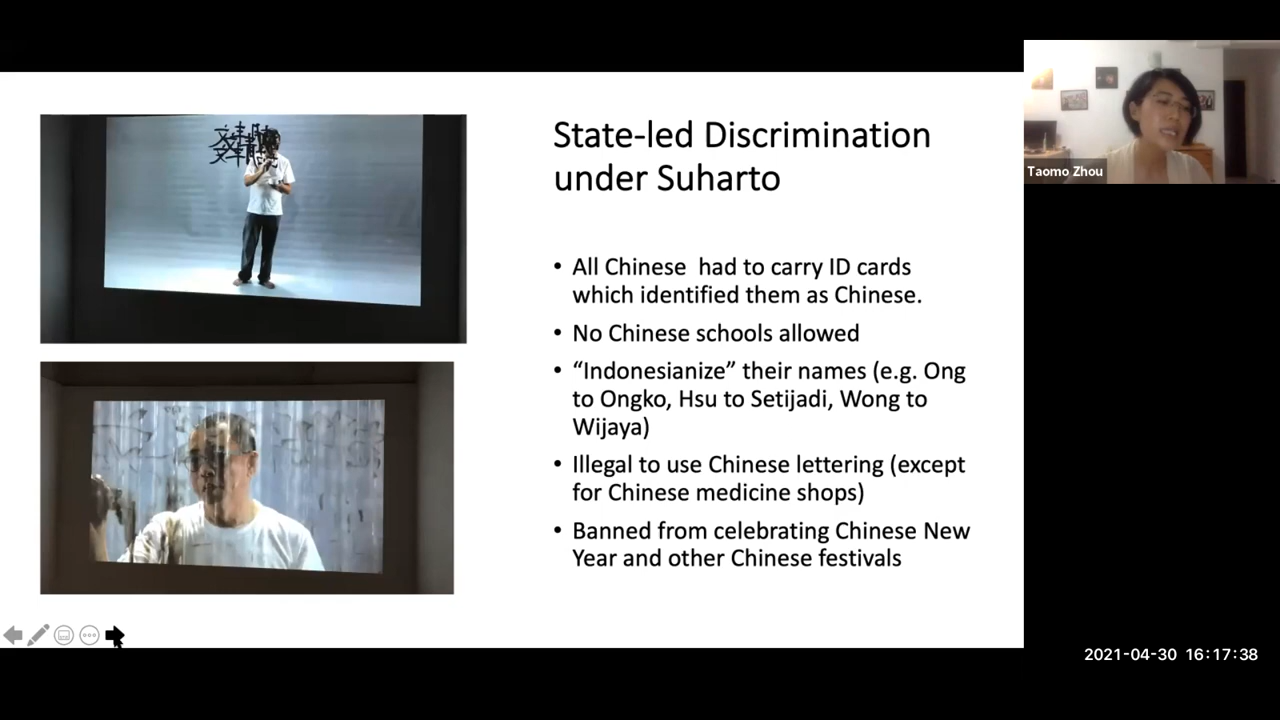 State-led Discrimination
under Suharto
• All Chinese had to carry ID cards
which identified them as Chinese.
• No Chinese schools allowed
• “Indonesianize” their names (e.g. Ong
to Ongko, Hsu to Setijadi, Wong to
Wijaya)
• Illegal to use Chinese lettering (except
for Chinese medicine shops)
• Banned from celebrating Chinese New
Year and other Chinese festivals
Taomo Zhou
2021-04-30 16:17:38